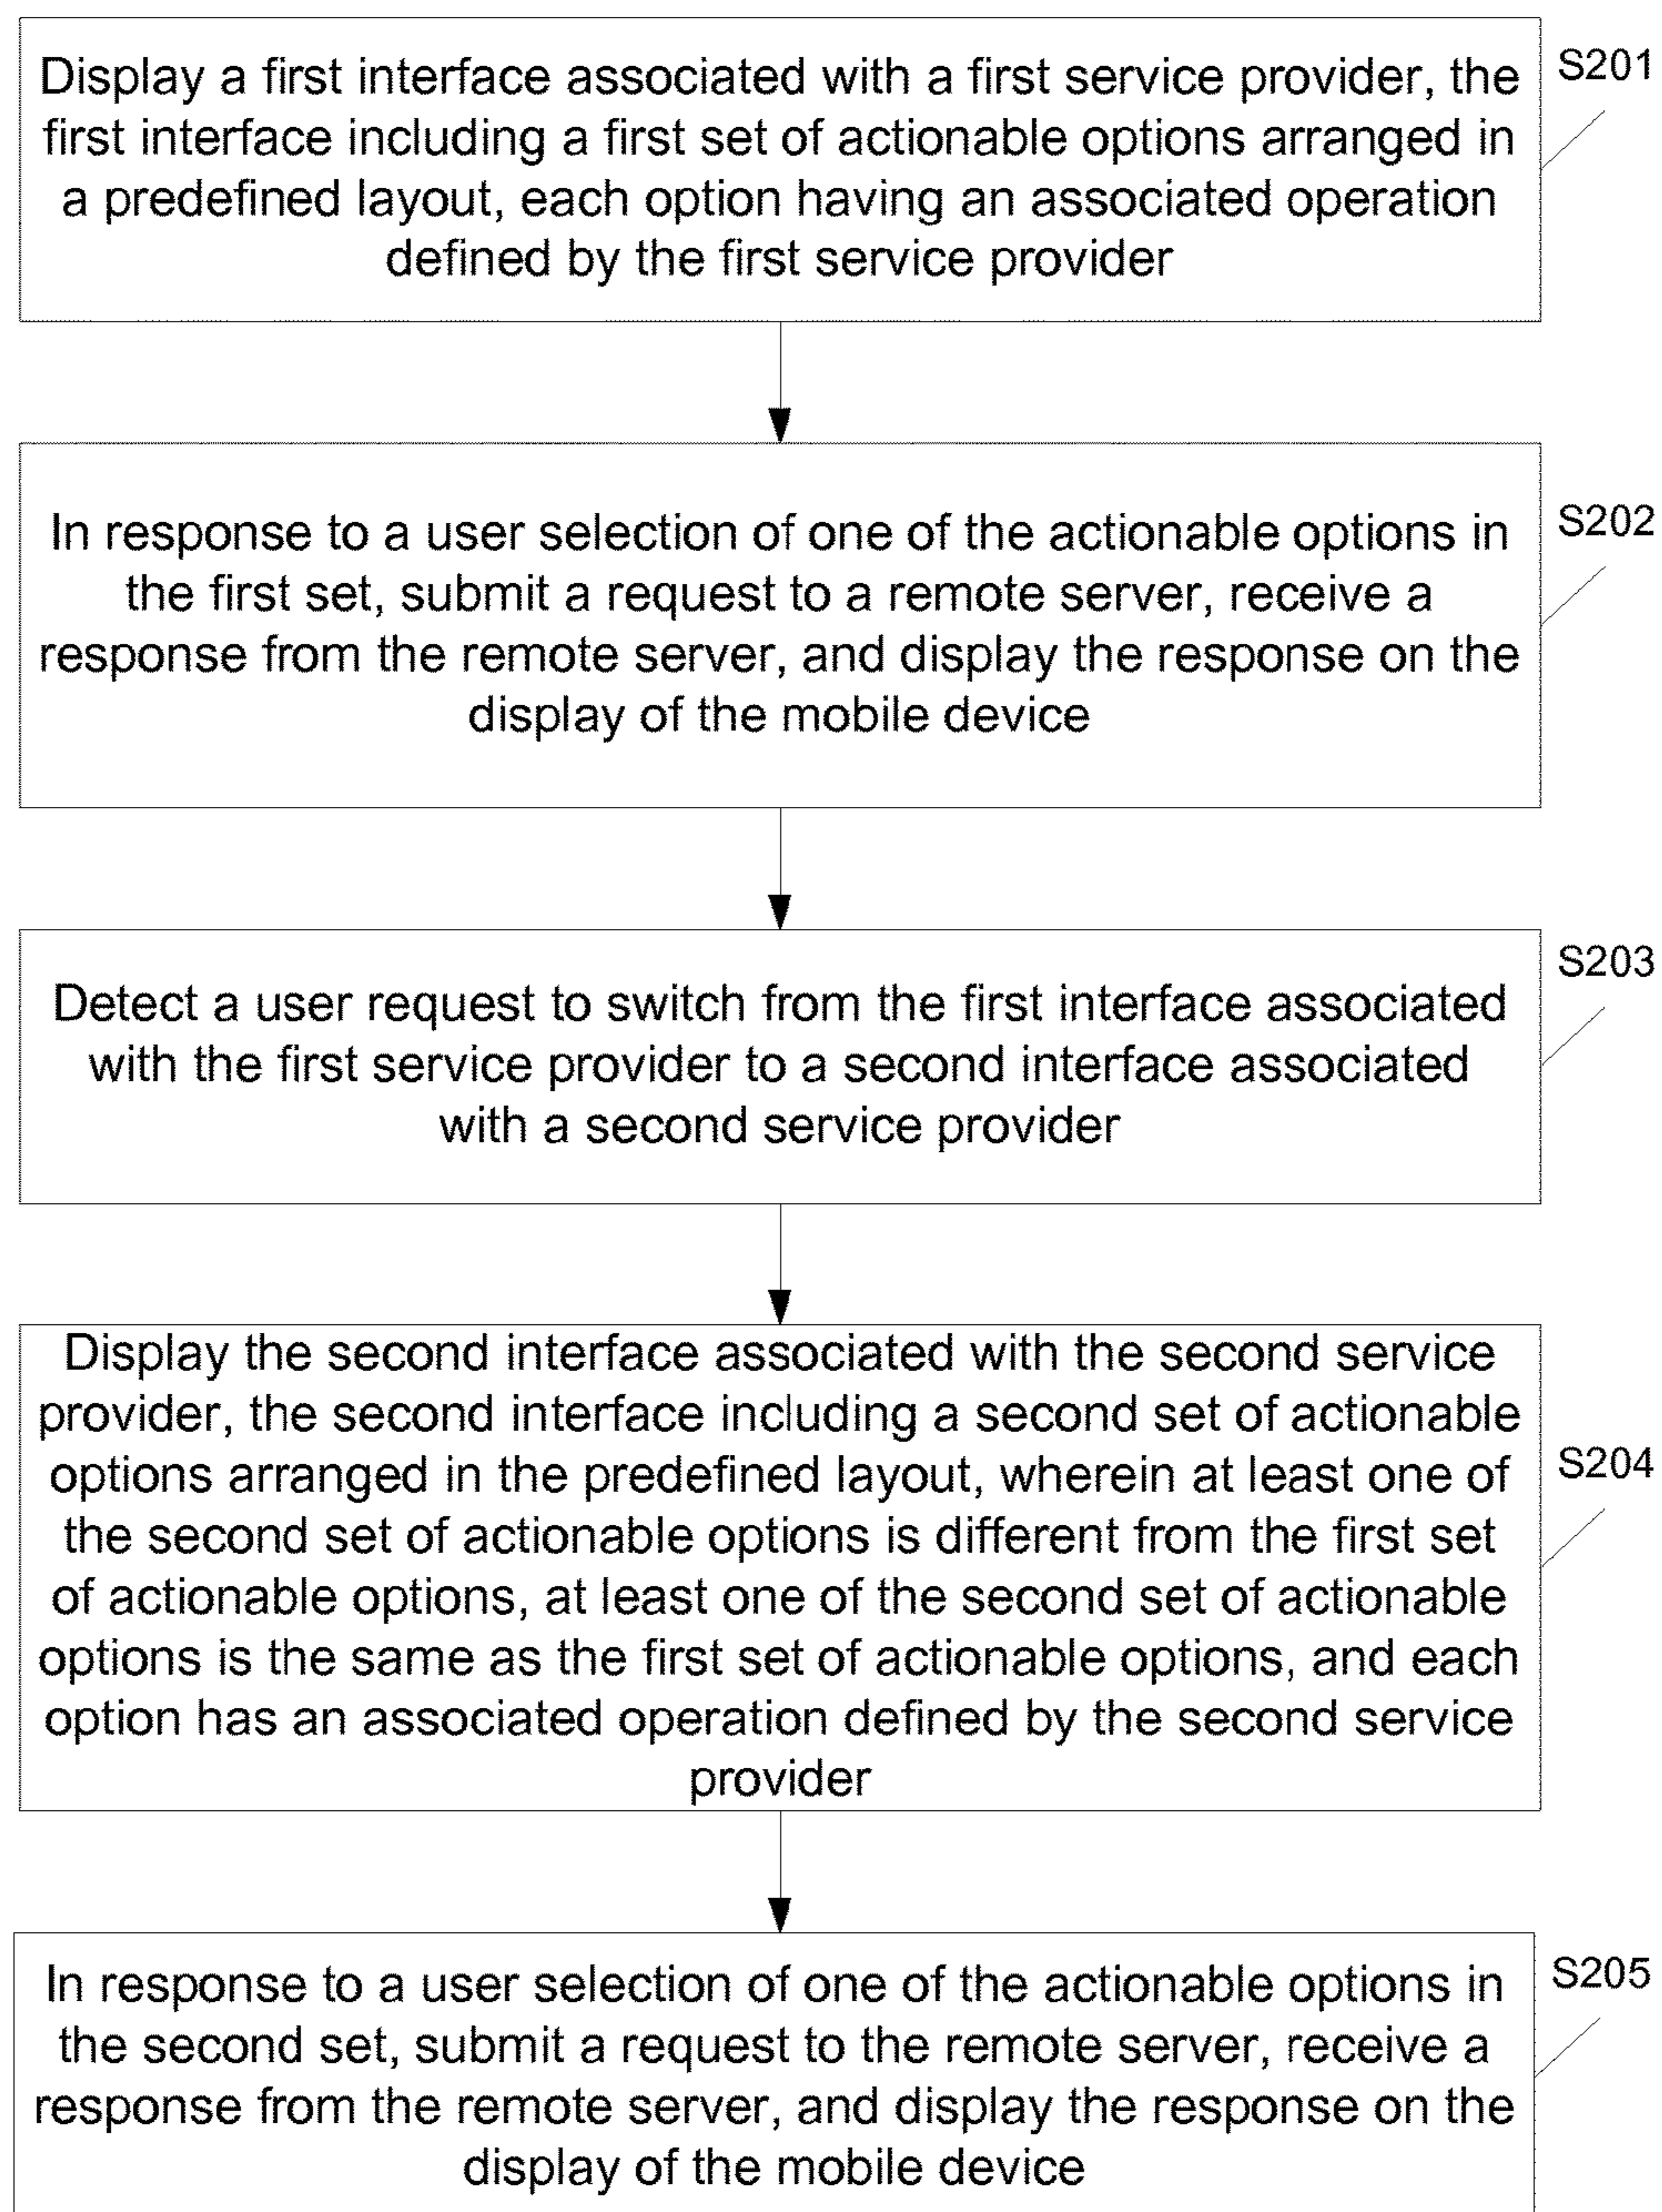 Display a first interface associated with a first service provider, the
first interface including a first set of actionable options arranged in
a predefined layout, each option having an associated operation
defined by the first service provider
S201
In response to a user selection of one of the actionable options in
the first set, submit a request to a remote server, receive a
response from the remote server, and display the response on the
display of the mobile device
S202
Detect a user request to switch from the first interface associated
with the first service provider to a second interface associated
with a second service provider
S203
Display the second interface associated with the second service
provider, the second interface including a second set of actionable
options arranged in the predefined layout, wherein at least one of
the second set of actionable options is different from the first set
of actionable options, at least one of the second set of actionable
options is the same as the first set of actionable options, and each
option has an associated operation defined by the second service
provider
S204
In response to a user selection of one of the actionable options in
the second set, submit a request to the remote server, receive a
response from the remote server, and display the response on the
display of the mobile device
S205